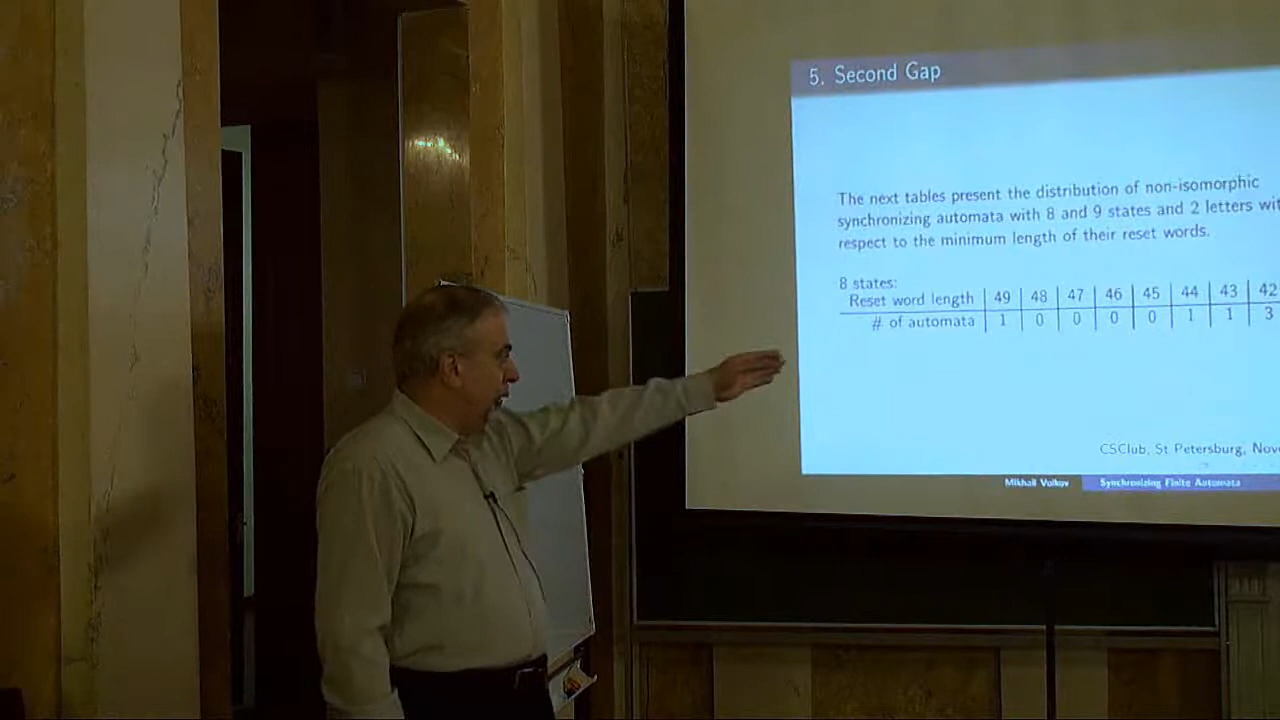 5. Second Gap
The next tables present the distribution of non-isomorphic
synchronizing automata with 8 and 9 states and 2 letters wit
respect to the minimum length of their reset words.
8 states:
Reset word length 49 48 47 46 45 44 43 42
# of automata 1 0 0 0 0 1 1 3
CSClub, St Petersburg, Nov
Mikhail Volkov Synchronizing Finite Automata